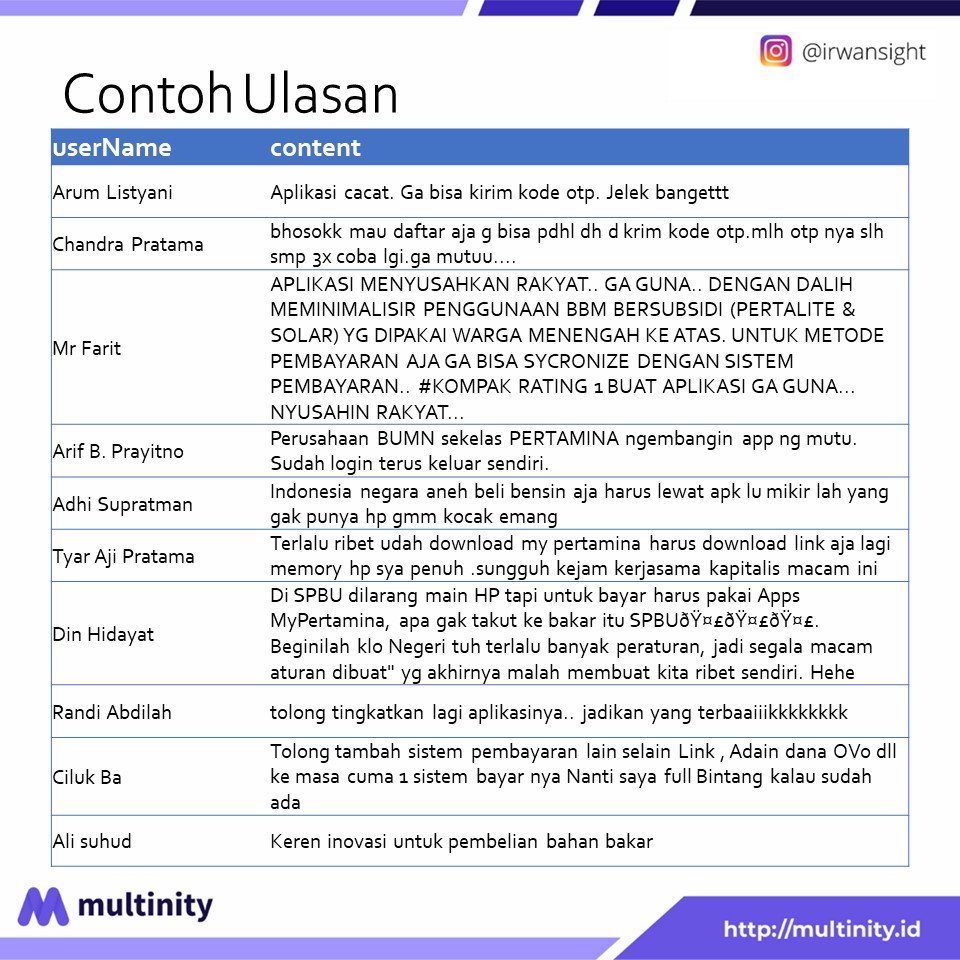 @irwansight
Contoh Ulasan
userName content
Arum Listyani Aplikasi cacat. Ga bisa kirim kode otp. Jelek bangettt
Chandra Pratama bhosokk mau daftar aja g bisa pdhl dh d krim kode otp.mlh otp nya slh
smp 3x coba lgi.ga mutuu....
Mr Farit APLIKASI MENYUSAHKAN RAKYAT.. GA GUNA.. DENGAN DALIH
MEMINIMALISIR PENGGUNAAN BBM BERSUBSIDI (PERTALITE &
SOLAR) YG DIPAKAI WARGA MENENGAH KE ATAS. UNTUK METODE
PEMBAYARAN AJA GA BISA SYCRONIZE DENGAN SISTEM
PEMBAYARAN.. #KOMPAK RATING 1 BUAT APLIKASI GA GUNA...
NYUSAHIN RAKYAT...
Arif B. Prayitno Perusahaan BUMN sekelas PERTAMINA ngembangin app ng mutu.
Sudah login terus keluar sendiri.
Adhi Supratman Indonesia negara aneh beli bensin aja harus lewat apk lu mikir lah yang
gak punya hp gmm kocak emang
Tyar Aji Pratama Terlalu ribet udah download my pertamina harus download link aja lagi
memory hp sya penuh .sungguh kejam kerjasama kapitalis macam ini
Din Hidayat Di SPBU dilarang main HP tapi untuk bayar harus pakai Apps
MyPertamina, apa gak takut ke bakar itu SPBUðŸ¤£ðŸ¤£ðŸ¤£.
Beginilah klo Negeri tuh terlalu banyak peraturan, jadi segala macam
aturan dibuat" yg akhirnya malah membuat kita ribet sendiri. Hehe
Randi Abdilah tolong tingkatkan lagi aplikasinya.. jadikan yang terbaaiiikkkkkkkk
Ciluk Ba Tolong tambah sistem pembayaran lain selain Link , Adain dana OVo dll
ke masa cuma 1 sistem bayar nya Nanti saya full Bintang kalau sudah
ada
Ali suhud Keren inovasi untuk pembelian bahan bakar
multinity
http://multinity.id